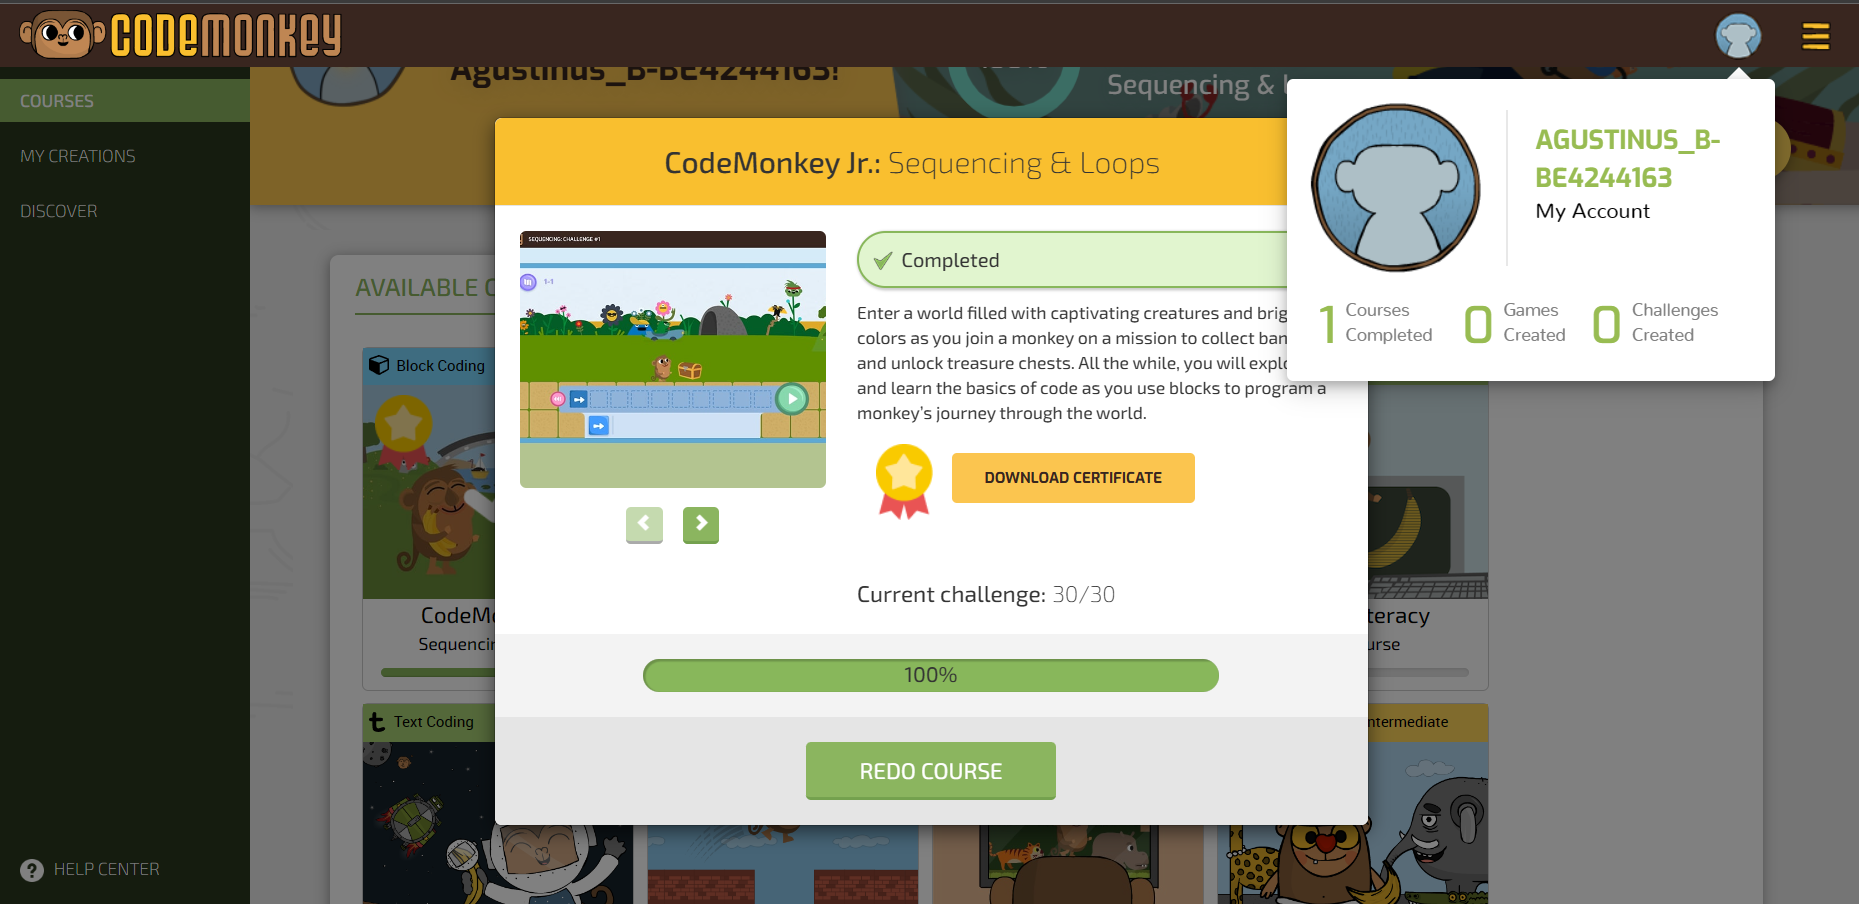 CODEMONKEY
COURSES
MY CREATIONS
DISCOVER
HELP CENTER
Agustinus_B-BE4244163!
Sequencing &
AGUSTINUS_B-
BE4244163
My Account
1 Courses Completed
0 Games Created
0 Challenges Created
CodeMonkey Jr.: Sequencing & Loops
SEQUENCING: CHALLENGE #1
1-1
Completed
Enter a world filled with captivating creatures and brig
colors as you join a monkey on a mission to collect ban
and unlock treasure chests. All the while, you will explo
and learn the basics of code as you use blocks to program a
monkey's journey through the world.
DOWNLOAD CERTIFICATE
Current challenge: 30/30
100%
REDO COURSE
AVAILABLE C
Block Coding
CodeMo
Sequencin
teracy
urse
Text Coding
ntermediate